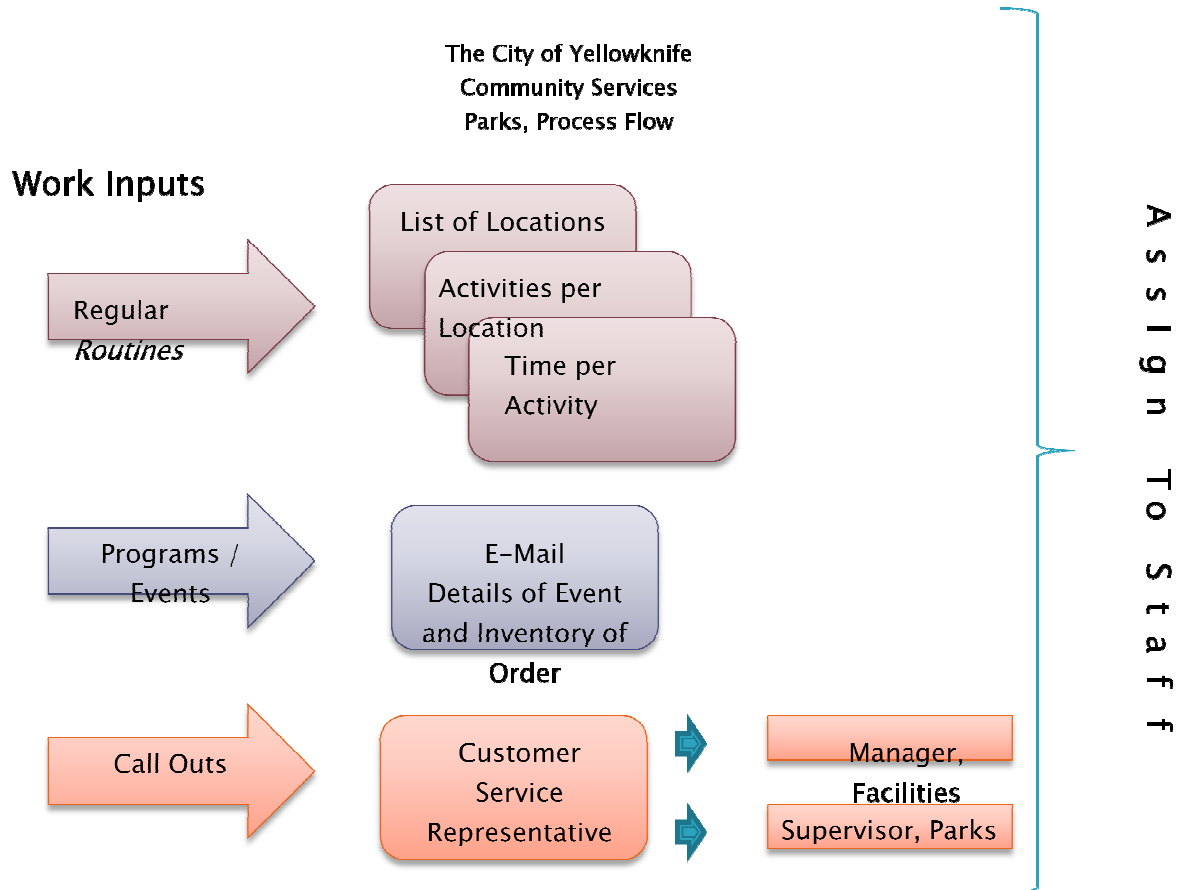 The City of Yellowknife
Community Services
Parks, Process Flow
Work Inputs
Regular
Routines
List of Locations
Activities per
Location
Time per
Activity
Programs /
Events
E-Mail
Details of Event
and Inventory of
Order
Call Outs
Customer
Service
Representative
Manager,
Facilities
Supervisor, Parks
Assign To Staff